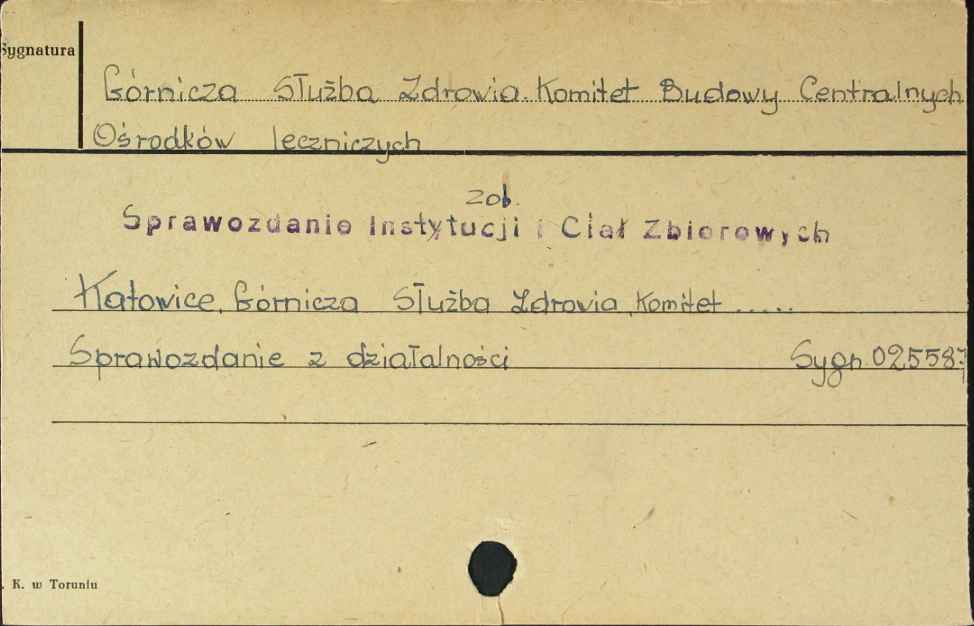 Sygnatura
Górnicza Służba Zdrowia. Komitet Budowy Centralnych
Ośrodków leczniczych
zob.
Sprawozdanie Instytucji i Ciał Zbiorowych
Katowice, Górnicza Służba Zdrowia, Komitet .....
Sprawozdanie z działalności Sygn. 025587
. K. w Toruniu